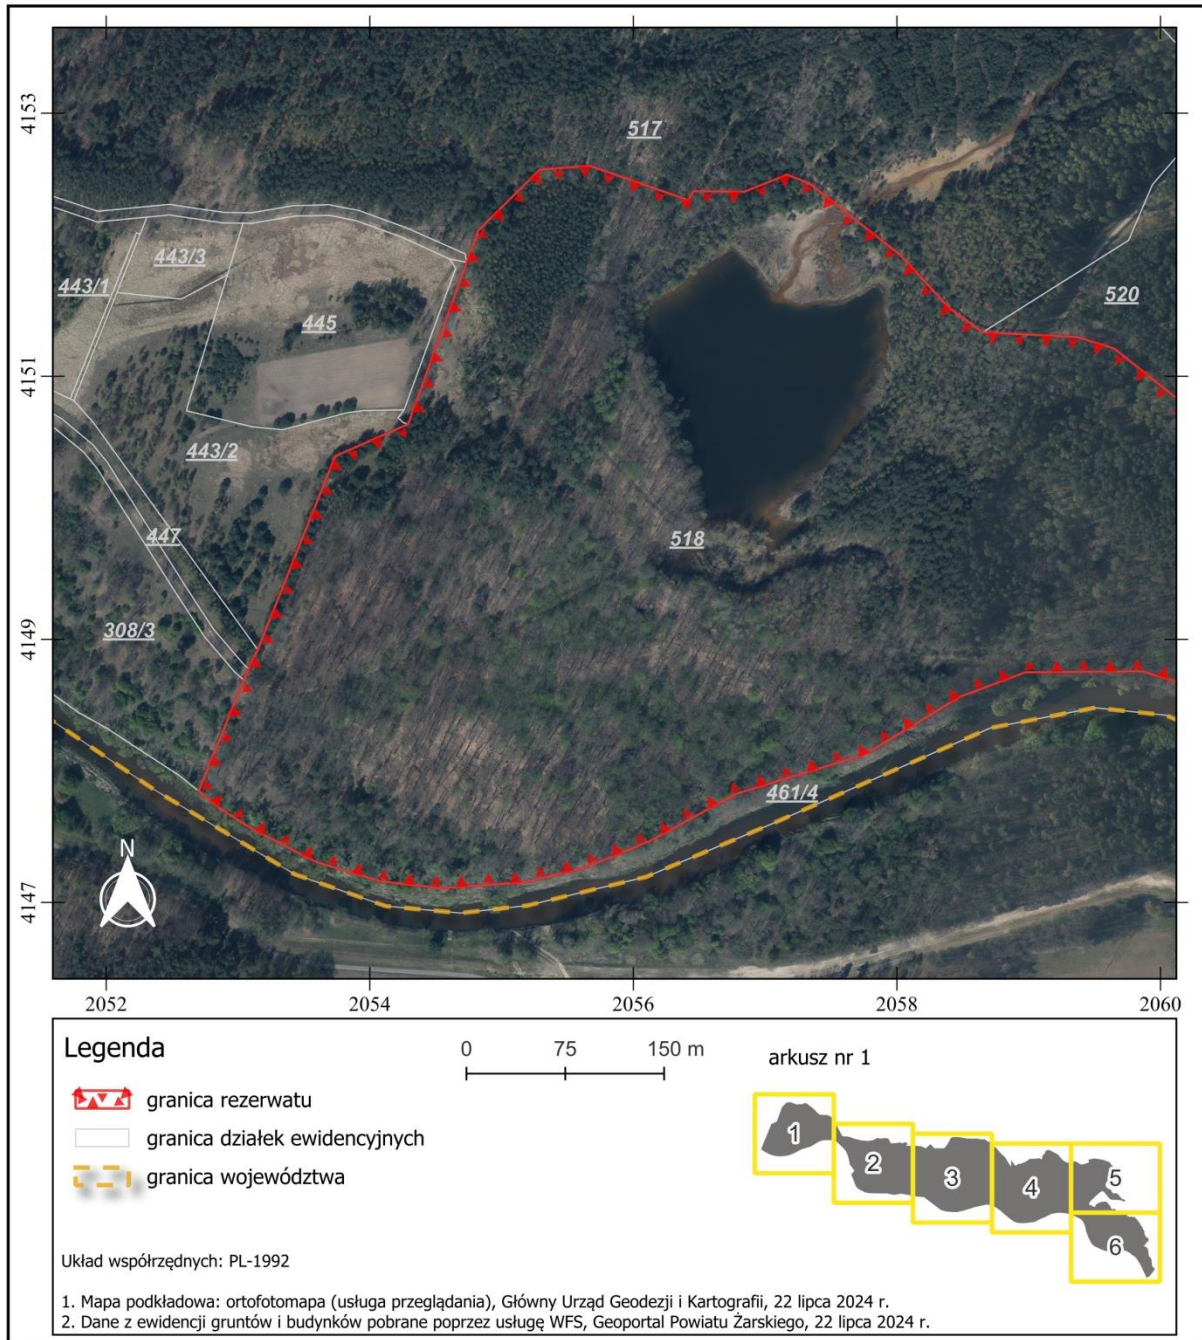 4153
517
443/3
443/1
520
445
4151
443/2
447
518
308/3
4149
461/4
N
4147
2052 2054 2056 2058 2060
Legenda
0 75 150 m
arkusz nr 1
granica rezerwatu
granica działek ewidencyjnych
granica województwa
1
2
3
4
5
6
Układ współrzędnych: PL-1992
1. Mapa podkładowa: ortofotomapa (usługa przeglądania), Główny Urząd Geodezji i Kartografii, 22 lipca 2024 r.
2. Dane z ewidencji gruntów i budynków pobrane poprzez usługę WFS, Geoportal Powiatu Żarskiego, 22 lipca 2024 r.